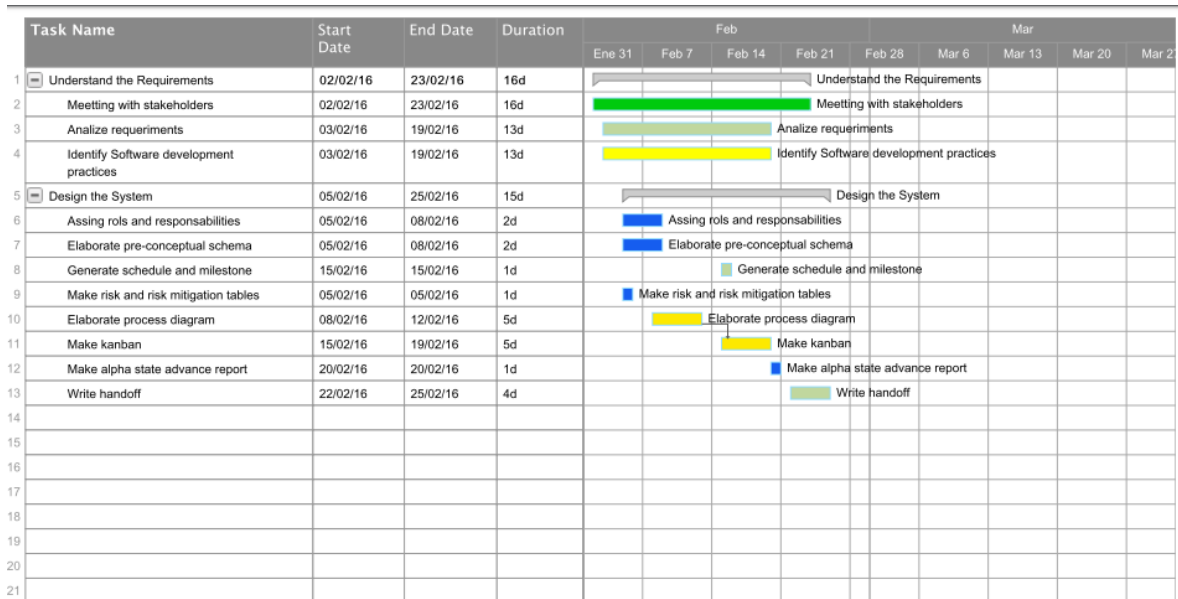 Task Name Start Date End Date Duration Feb Mar
Ene 31 Feb 7 Feb 14 Feb 21 Feb 28 Mar 6 Mar 13 Mar 20 Mar 27
1 Understand the Requirements 02/02/16 23/02/16 16d Understand the Requirements
2 Meetting with stakeholders 02/02/16 23/02/16 16d Meetting with stakeholders
3 Analize requeriments 03/02/16 19/02/16 13d Analize requeriments
4 Identify Software development practices 03/02/16 19/02/16 13d Identify Software development practices
5 Design the System 05/02/16 25/02/16 15d Design the System
6 Assing rols and responsabilities 05/02/16 08/02/16 2d Assing rols and responsabilities
7 Elaborate pre-conceptual schema 05/02/16 08/02/16 2d Elaborate pre-conceptual schema
8 Generate schedule and milestone 15/02/16 15/02/16 1d Generate schedule and milestone
9 Make risk and risk mitigation tables 05/02/16 05/02/16 1d Make risk and risk mitigation tables
10 Elaborate process diagram 08/02/16 12/02/16 5d Elaborate process diagram
11 Make kanban 15/02/16 19/02/16 5d Make kanban
12 Make alpha state advance report 20/02/16 20/02/16 1d Make alpha state advance report
13 Write handoff 22/02/16 25/02/16 4d Write handoff
14
15
16
17
18
19
20
21